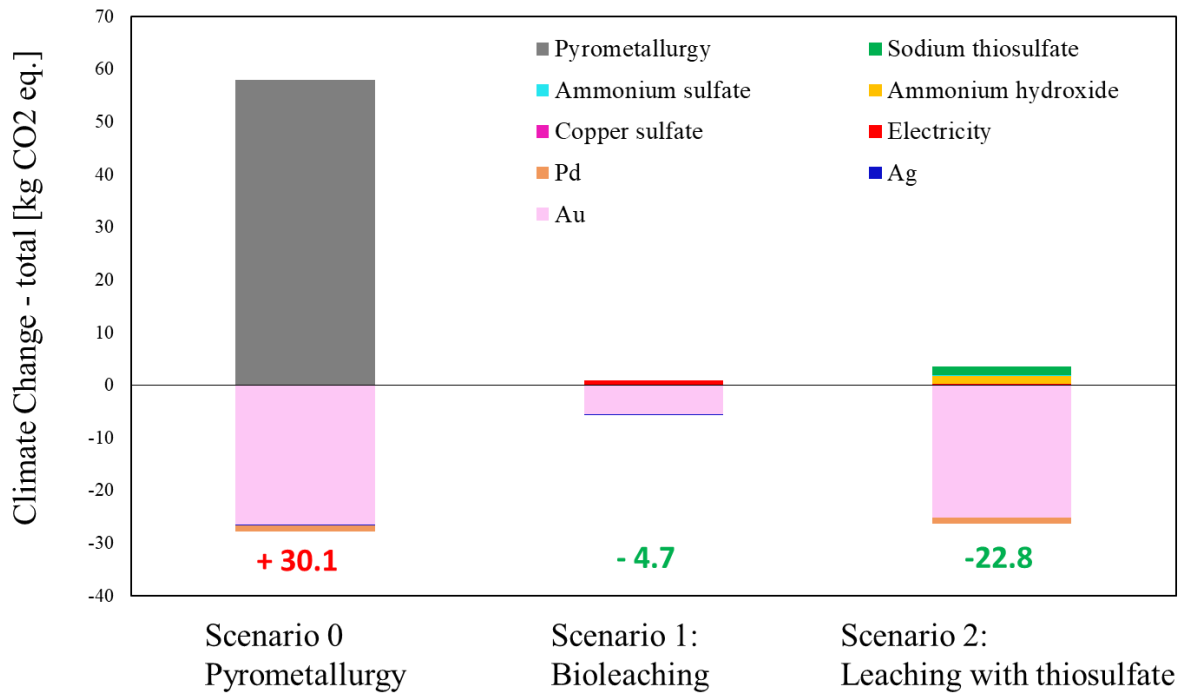 Climate Change - total [kg CO2 eq.]
70
60
50
40
30
20
10
0
-10
-20
-30
-40
Pyrometallurgy
Sodium thiosulfate
Ammonium sulfate
Ammonium hydroxide
Copper sulfate
Electricity
Pd
Ag
Au
+ 30.1
- 4.7
-22.8
Scenario 0
Pyrometallurgy
Scenario 1:
Bioleaching
Scenario 2:
Leaching with thiosulfate